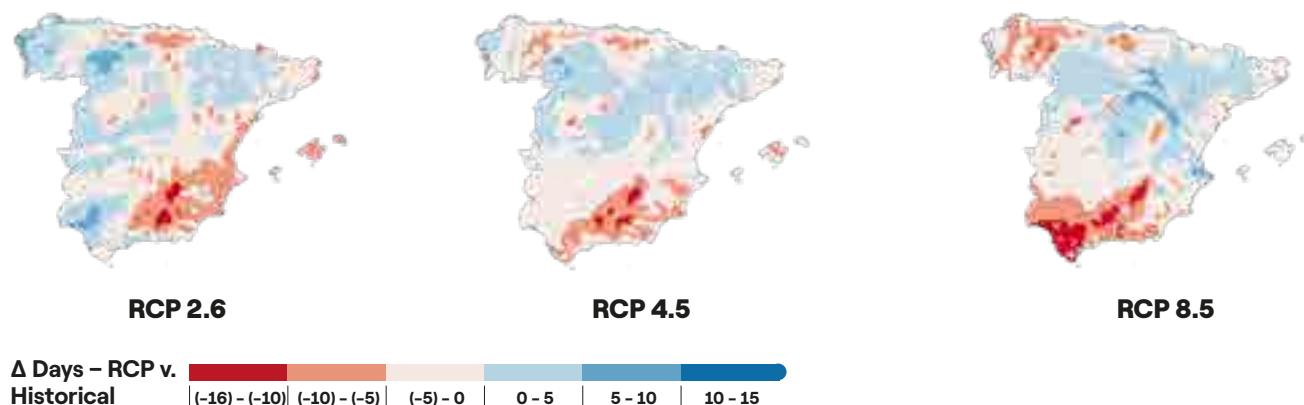 RCP 2.6
RCP 4.5
RCP 8.5
Δ Days – RCP v.
Historical
(–16) – (–10) (–10) – (–5) (–5) – 0 0 – 5 5 – 10 10 – 15